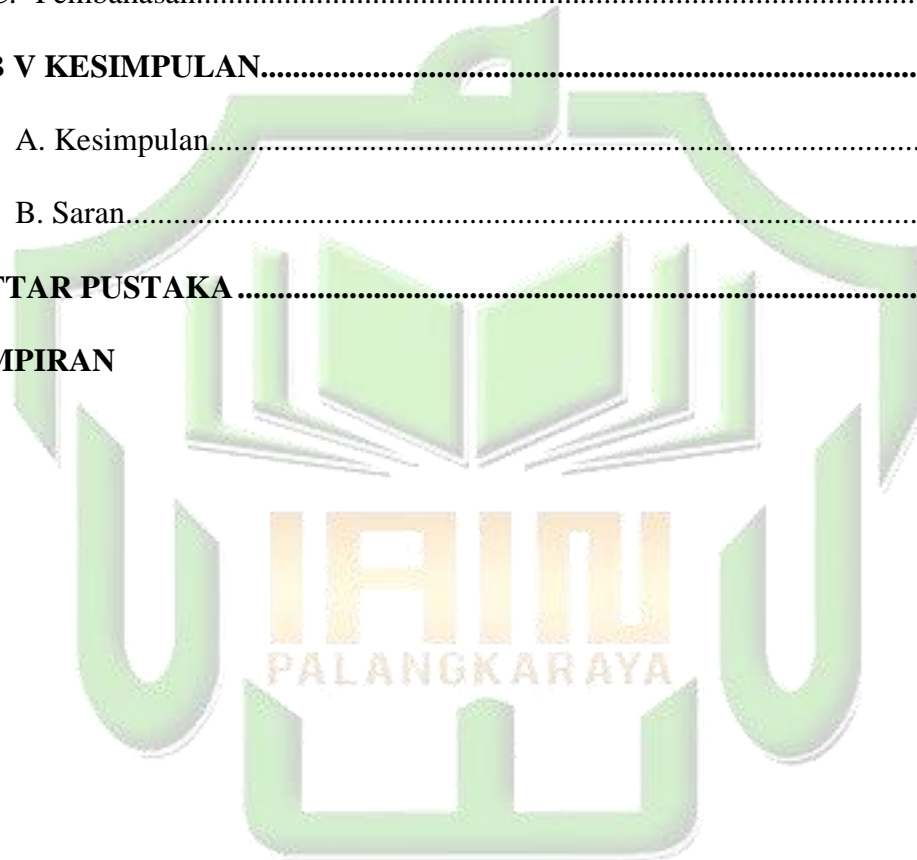 Pembahasan
B V KESIMPULAN
A. Kesimpulan
B. Saran
TAR PUSTAKA
MPIRAN
IAIN
PALANGKARAYA